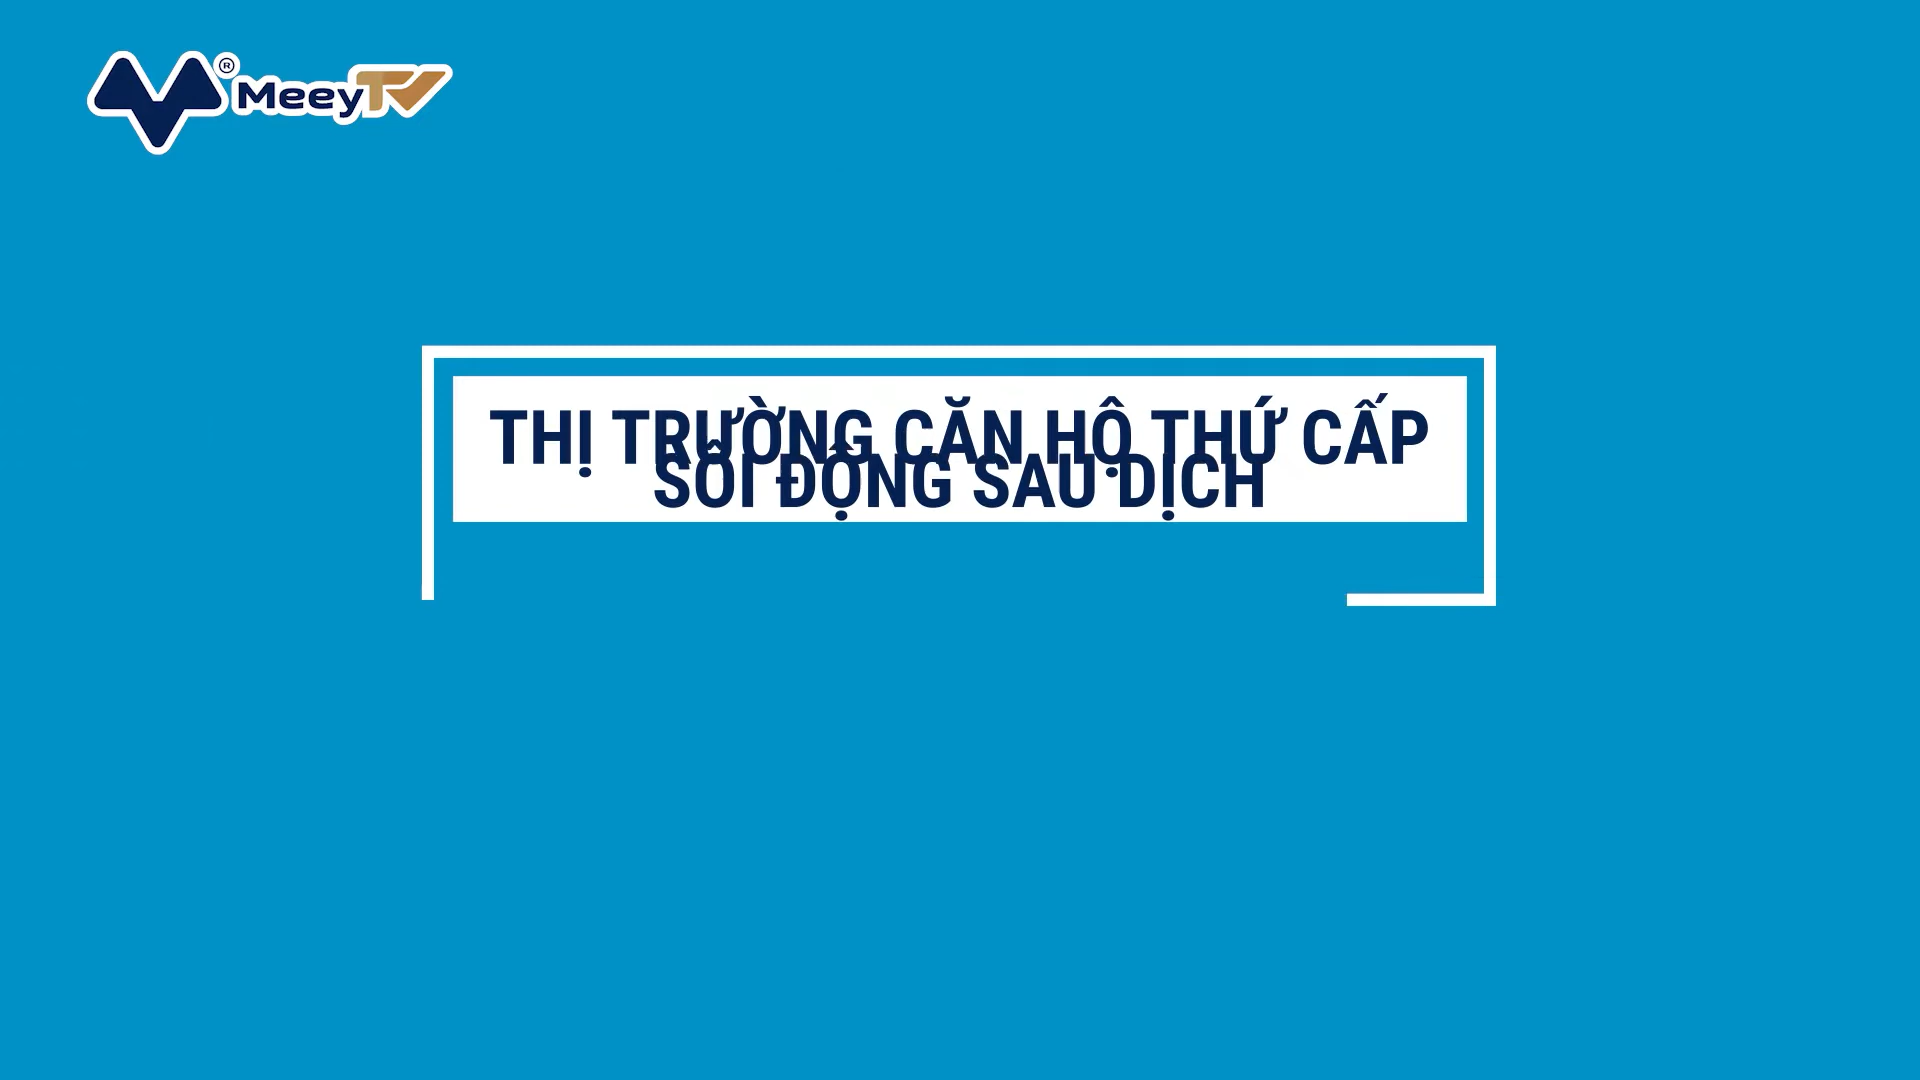 ®
MeeyTV
THỊ TRƯỜNG CĂN HỘ THỨ CẤP
SÔI ĐỘNG SAU DỊCH